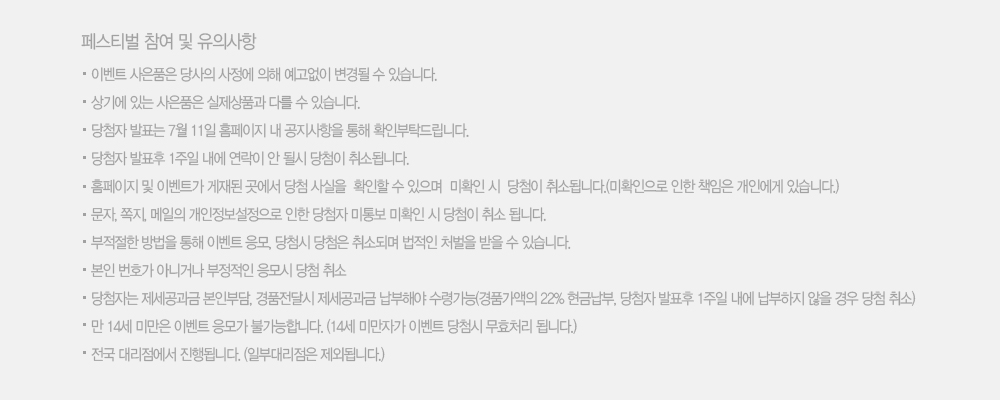 페스티벌 참여 및 유의사항
· 이벤트 사은품은 당사의 사정에 의해 예고없이 변경될 수 있습니다.
· 상기에 있는 사은품은 실제상품과 다를 수 있습니다.
· 당첨자 발표는 7월 11일 홈페이지 내 공지사항을 통해 확인부탁드립니다.
· 당첨자 발표후 1주일 내에 연락이 안 될시 당첨이 취소됩니다.
· 홈페이지 및 이벤트가 게재된 곳에서 당첨 사실을 확인할 수 있으며 미확인 시 당첨이 취소됩니다.(미확인으로 인한 책임은 개인에게 있습니다.)
· 문자, 쪽지, 메일의 개인정보설정으로 인한 당첨자 미통보 미확인 시 당첨이 취소 됩니다.
· 부적절한 방법을 통해 이벤트 응모, 당첨시 당첨은 취소되며 법적인 처벌을 받을 수 있습니다.
· 본인 번호가 아니거나 부정적인 응모시 당첨 취소
· 당첨자는 제세공과금 본인부담, 경품전달시 제세공과금 납부해야 수령가능(경품가액의 22% 현금납부, 당첨자 발표후 1주일 내에 납부하지 않을 경우 당첨 취소)
· 만 14세 미만은 이벤트 응모가 불가능합니다. (14세 미만자가 이벤트 당첨시 무효처리 됩니다.)
· 전국 대리점에서 진행됩니다. (일부대리점은 제외됩니다.)